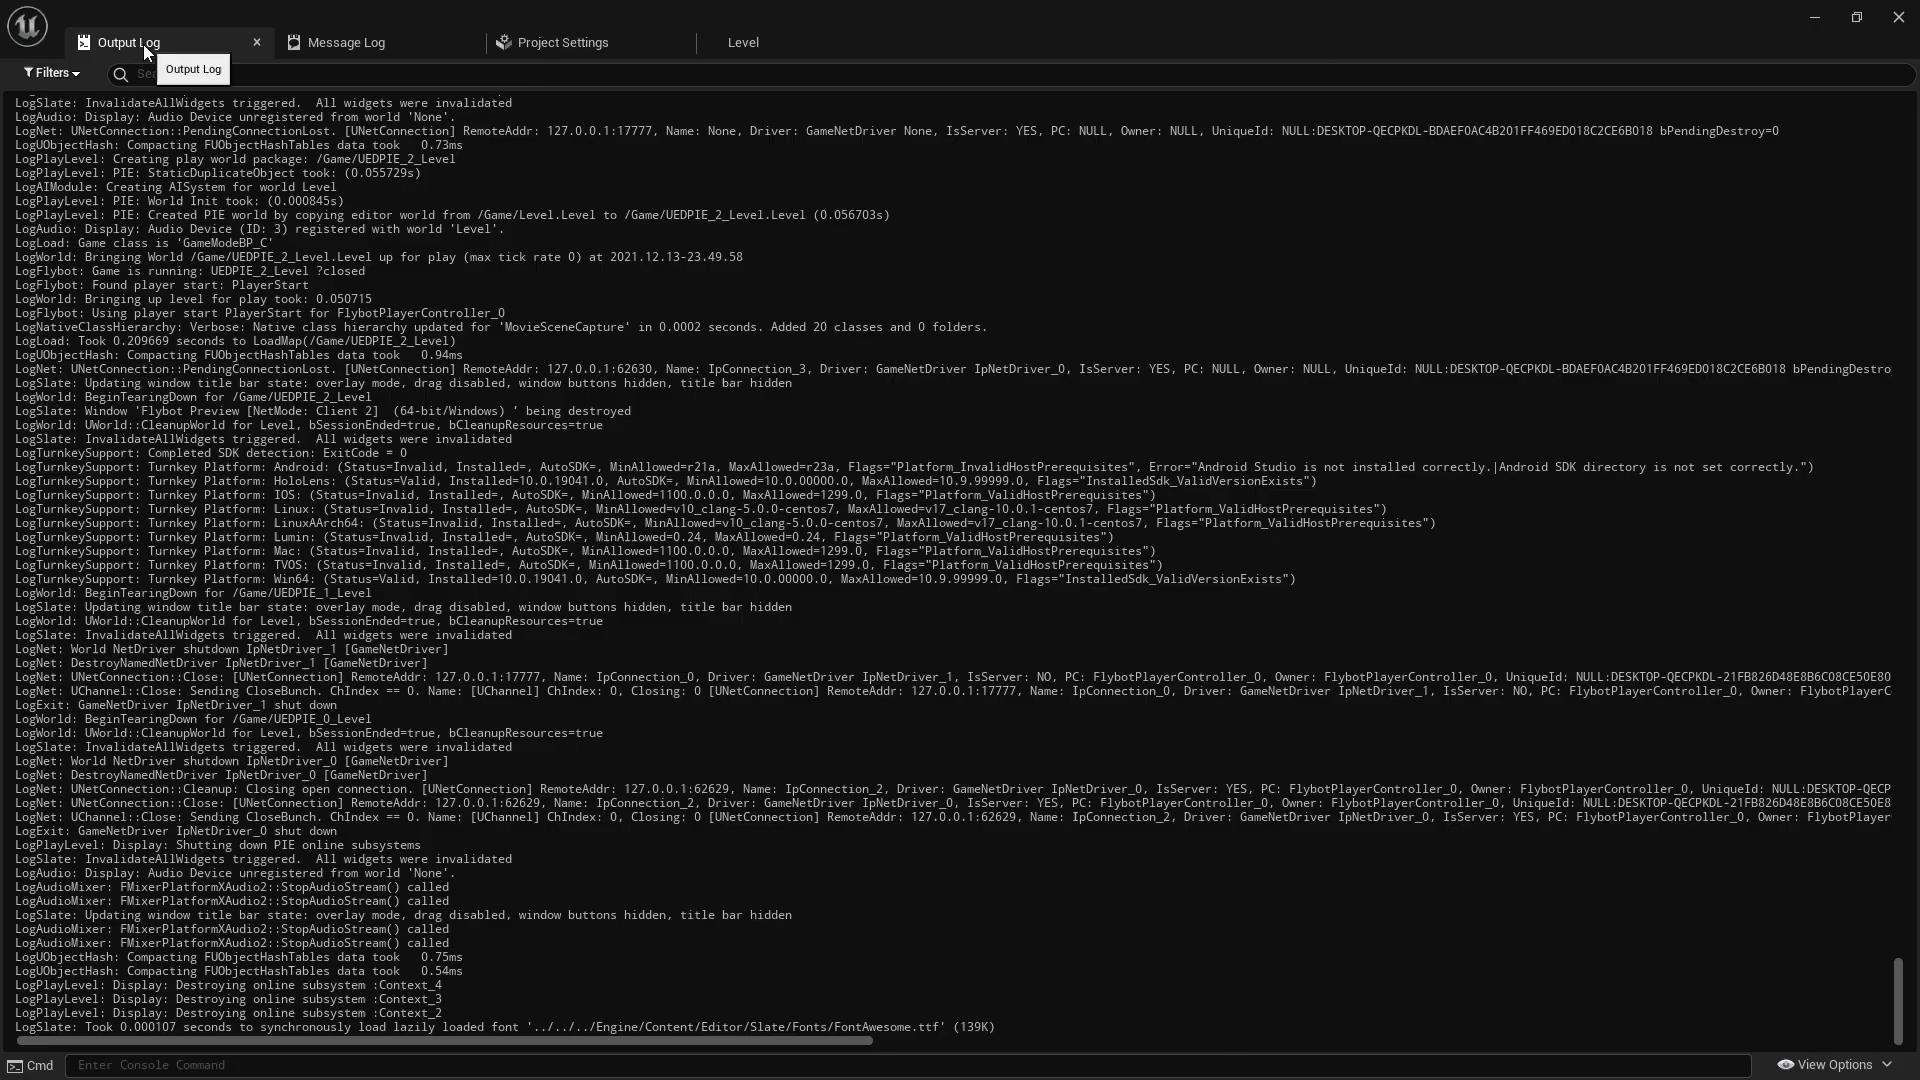 Output Log
Message Log
Project Settings
Level
Filters
Output Log
LogSlate: InvalidateAllWidgets triggered.  All widgets were invalidated
LogAudio: Display: Audio Device unregistered from world 'None'.
LogNet: UNetConnection::PendingConnectionLost. [UNetConnection] RemoteAddr: 127.0.0.1:17777, Name: None, Driver: GameNetDriver None, IsServer: YES, PC: NULL, Owner: NULL, UniqueId: NULL:DESKTOP-QECPKDL-BDAEF0AC4B201FF469ED018C2CE6B018 bPendingDestroy=0
LogUObjectHash: Compacting FUObjectHashTables data took   0.73ms
LogPlayLevel: Creating play world package: /Game/UEDPIE_2_Level
LogPlayLevel: PIE: StaticDuplicateObject took: (0.055729s)
LogAIModule: Creating AISystem for world Level
LogPlayLevel: PIE: World Init took: (0.000845s)
LogPlayLevel: PIE: Created PIE world by copying editor world from /Game/Level.Level to /Game/UEDPIE_2_Level.Level (0.056703s)
LogAudio: Display: Audio Device (ID: 3) registered with world 'Level'.
LogLoad: Game class is 'GameModeBP_C'
LogWorld: Bringing World /Game/UEDPIE_2_Level.Level up for play (max tick rate 0) at 2021.12.13-23.49.58
LogFlybot: Game is running: UEDPIE_2_Level ?closed
LogFlybot: Found player start: PlayerStart
LogWorld: Bringing up level for play took: 0.050715
LogFlybot: Using player start PlayerStart for FlybotPlayerController_0
LogNativeClassHierarchy: Verbose: Native class hierarchy updated for 'MovieSceneCapture' in 0.0002 seconds. Added 20 classes and 0 folders.
LogLoad: Took 0.209669 seconds to LoadMap(/Game/UEDPIE_2_Level)
LogUObjectHash: Compacting FUObjectHashTables data took   0.94ms
LogNet: UNetConnection::PendingConnectionLost. [UNetConnection] RemoteAddr: 127.0.0.1:62630, Name: IpConnection_3, Driver: GameNetDriver IpNetDriver_0, IsServer: YES, PC: NULL, Owner: NULL, UniqueId: NULL:DESKTOP-QECPKDL-BDAEF0AC4B201FF469ED018C2CE6B018 bPendingDestro
LogSlate: Updating window title bar state: overlay mode, drag disabled, window buttons hidden, title bar hidden
LogWorld: BeginTearingDown for /Game/UEDPIE_2_Level
LogSlate: Window 'Flybot Preview [NetMode: Client 2]  (64-bit/Windows) ' being destroyed
LogWorld: UWorld::CleanupWorld for Level, bSessionEnded=true, bCleanupResources=true
LogSlate: InvalidateAllWidgets triggered.  All widgets were invalidated
LogTurnkeySupport: Completed SDK detection: ExitCode = 0
LogTurnkeySupport: Turnkey Platform: Android: (Status=Invalid, Installed=, AutoSDK=, MinAllowed=r21a, MaxAllowed=r23a, Flags="Platform_InvalidHostPrerequisites", Error="Android Studio is not installed correctly.|Android SDK directory is not set correctly.")
LogTurnkeySupport: Turnkey Platform: HoloLens: (Status=Valid, Installed=10.0.19041.0, AutoSDK=, MinAllowed=10.0.00000.0, MaxAllowed=10.9.99999.0, Flags="InstalledSdk_ValidVersionExists")
LogTurnkeySupport: Turnkey Platform: IOS: (Status=Invalid, Installed=, AutoSDK=, MinAllowed=1100.0.0.0, MaxAllowed=1299.0, Flags="Platform_ValidHostPrerequisites")
LogTurnkeySupport: Turnkey Platform: Linux: (Status=Invalid, Installed=, AutoSDK=, MinAllowed=v10_clang-5.0.0-centos7, MaxAllowed=v17_clang-10.0.1-centos7, Flags="Platform_ValidHostPrerequisites")
LogTurnkeySupport: Turnkey Platform: LinuxAArch64: (Status=Invalid, Installed=, AutoSDK=, MinAllowed=v10_clang-5.0.0-centos7, MaxAllowed=v17_clang-10.0.1-centos7, Flags="Platform_ValidHostPrerequisites")
LogTurnkeySupport: Turnkey Platform: Lumin: (Status=Invalid, Installed=, AutoSDK=, MinAllowed=0.24, MaxAllowed=0.24, Flags="Platform_ValidHostPrerequisites")
LogTurnkeySupport: Turnkey Platform: Mac: (Status=Invalid, Installed=, AutoSDK=, MinAllowed=1100.0.0.0, MaxAllowed=1299.0, Flags="Platform_ValidHostPrerequisites")
LogTurnkeySupport: Turnkey Platform: TVOS: (Status=Invalid, Installed=, AutoSDK=, MinAllowed=1100.0.0.0, MaxAllowed=1299.0, Flags="Platform_ValidHostPrerequisites")
LogTurnkeySupport: Turnkey Platform: Win64: (Status=Valid, Installed=10.0.19041.0, AutoSDK=, MinAllowed=10.0.00000.0, MaxAllowed=10.9.99999.0, Flags="InstalledSdk_ValidVersionExists")
LogWorld: BeginTearingDown for /Game/UEDPIE_1_Level
LogSlate: Updating window title bar state: overlay mode, drag disabled, window buttons hidden, title bar hidden
LogWorld: UWorld::CleanupWorld for Level, bSessionEnded=true, bCleanupResources=true
LogSlate: InvalidateAllWidgets triggered.  All widgets were invalidated
LogNet: World NetDriver shutdown IpNetDriver_1 [GameNetDriver]
LogNet: DestroyNamedNetDriver IpNetDriver_1 [GameNetDriver]
LogNet: UNetConnection::Close: [UNetConnection] RemoteAddr: 127.0.0.1:17777, Name: IpConnection_0, Driver: GameNetDriver IpNetDriver_1, IsServer: NO, PC: FlybotPlayerController_0, Owner: FlybotPlayerController_0, UniqueId: NULL:DESKTOP-QECPKDL-21FB826D48E8B6C08CE50E80
LogNet: UChannel::Close: Sending CloseBunch. ChIndex == 0. Name: [UChannel] ChIndex: 0, Closing: 0 [UNetConnection] RemoteAddr: 127.0.0.1:17777, Name: IpConnection_0, Driver: GameNetDriver IpNetDriver_1, IsServer: NO, PC: FlybotPlayerController_0, Owner: FlybotPlayerC
LogExit: GameNetDriver IpNetDriver_1 shut down
LogWorld: BeginTearingDown for /Game/UEDPIE_0_Level
LogWorld: UWorld::CleanupWorld for Level, bSessionEnded=true, bCleanupResources=true
LogSlate: InvalidateAllWidgets triggered.  All widgets were invalidated
LogNet: World NetDriver shutdown IpNetDriver_0 [GameNetDriver]
LogNet: DestroyNamedNetDriver IpNetDriver_0 [GameNetDriver]
LogNet: UNetConnection::Cleanup: Closing open connection. [UNetConnection] RemoteAddr: 127.0.0.1:62629, Name: IpConnection_2, Driver: GameNetDriver IpNetDriver_0, IsServer: YES, PC: FlybotPlayerController_0, Owner: FlybotPlayerController_0, UniqueId: NULL:DESKTOP-QECP
LogNet: UNetConnection::Close: [UNetConnection] RemoteAddr: 127.0.0.1:62629, Name: IpConnection_2, Driver: GameNetDriver IpNetDriver_0, IsServer: YES, PC: FlybotPlayerController_0, Owner: FlybotPlayerController_0, UniqueId: NULL:DESKTOP-QECPKDL-21FB826D48E8B6C08CE50E8
LogNet: UChannel::Close: Sending CloseBunch. ChIndex == 0. Name: [UChannel] ChIndex: 0, Closing: 0 [UNetConnection] RemoteAddr: 127.0.0.1:62629, Name: IpConnection_2, Driver: GameNetDriver IpNetDriver_0, IsServer: YES, PC: FlybotPlayerController_0, Owner: FlybotPlayer
LogExit: GameNetDriver IpNetDriver_0 shut down
LogPlayLevel: Display: Shutting down PIE online subsystems
LogSlate: InvalidateAllWidgets triggered.  All widgets were invalidated
LogAudio: Display: Audio Device unregistered from world 'None'.
LogAudioMixer: FMixerPlatformXAudio2::StopAudioStream() called
LogAudioMixer: FMixerPlatformXAudio2::StopAudioStream() called
LogSlate: Updating window title bar state: overlay mode, drag disabled, window buttons hidden, title bar hidden
LogAudioMixer: FMixerPlatformXAudio2::StopAudioStream() called
LogAudioMixer: FMixerPlatformXAudio2::StopAudioStream() called
LogUObjectHash: Compacting FUObjectHashTables data took   0.75ms
LogUObjectHash: Compacting FUObjectHashTables data took   0.54ms
LogPlayLevel: Display: Destroying online subsystem :Context_4
LogPlayLevel: Display: Destroying online subsystem :Context_3
LogPlayLevel: Display: Destroying online subsystem :Context_2
LogSlate: Took 0.000107 seconds to synchronously load lazily loaded font '../../../Engine/Content/Editor/Slate/Fonts/FontAwesome.ttf' (139K)
Cmd
Enter Console Command
View Options